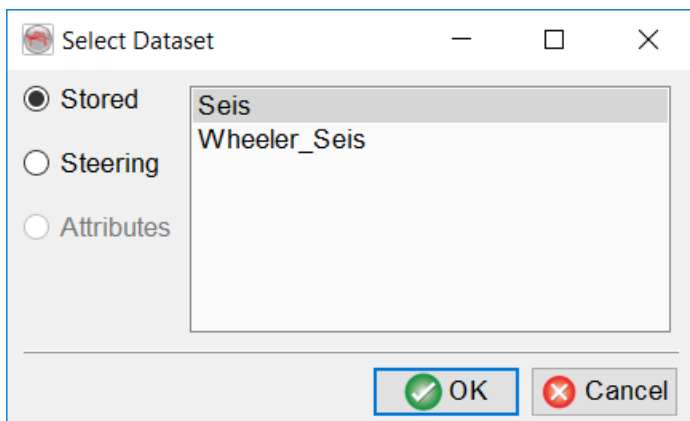 Select Dataset
Stored
Steering
Attributes
Seis
Wheeler_Seis
OK
Cancel